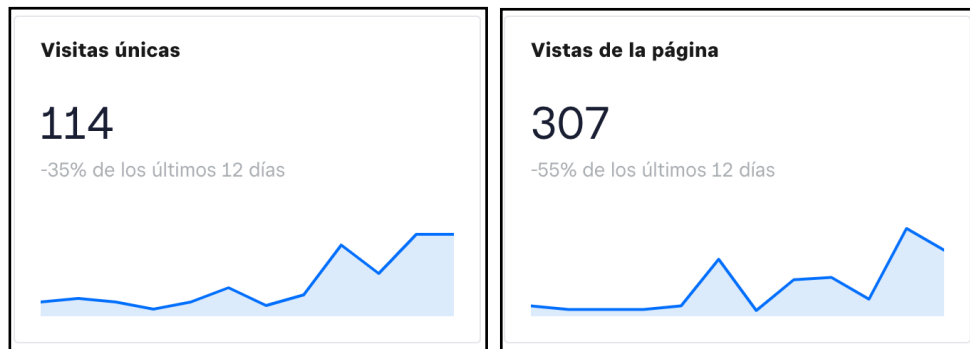 Visitas únicas
114
-35% de los últimos 12 días
Vistas de la página
307
-55% de los últimos 12 días